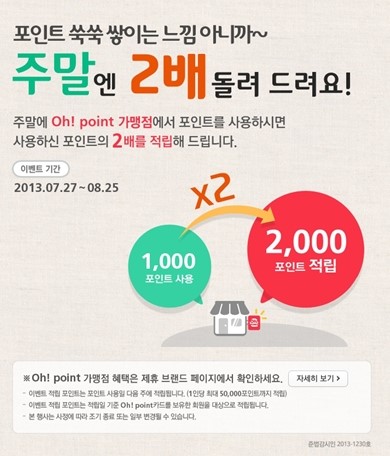 포인트 쑥쑥 쌓이는 느낌 아니까~
주말엔 2배 돌려 드려요!
주말에 Oh! point 가맹점에서 포인트를 사용하시면
사용하신 포인트의 2배를 적립해 드립니다.
이벤트 기간
2013.07.27 ~ 08.25
x2
1,000
포인트 사용
2,000
포인트 적립
※Oh! point 가맹점 혜택은 제휴 브랜드 페이지에서 확인하세요. 자세히 보기 >
- 이벤트 적립 포인트는 포인트 사용일 다음 주에 적립됩니다. (1인당 최대 50,000포인트까지 적립)
- 이벤트 적립 포인트는 적립일 기준 Oh! point카드를 보유한 회원을 대상으로 적립됩니다.
- 본 행사는 사정에 따라 조기 종료 또는 일부 변경될 수 있습니다.
준법감시인 2013-1230호